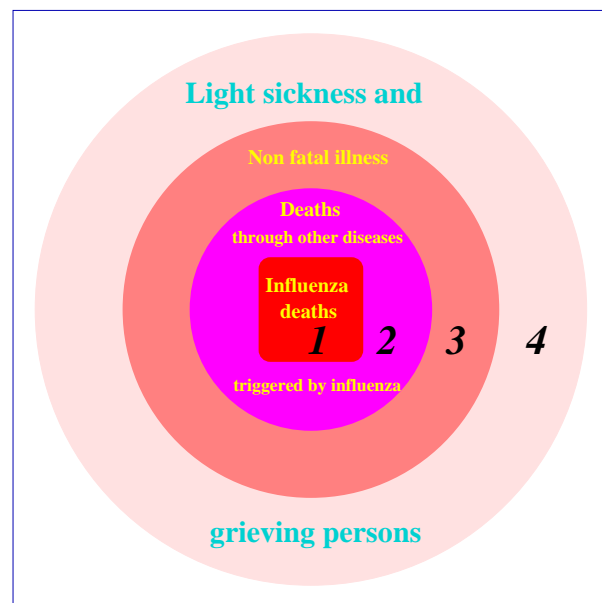 Light sickness and
Non fatal illness
Deaths
through other diseases
Influenza
deaths
1 2 3 4
triggered by influenza
grieving persons